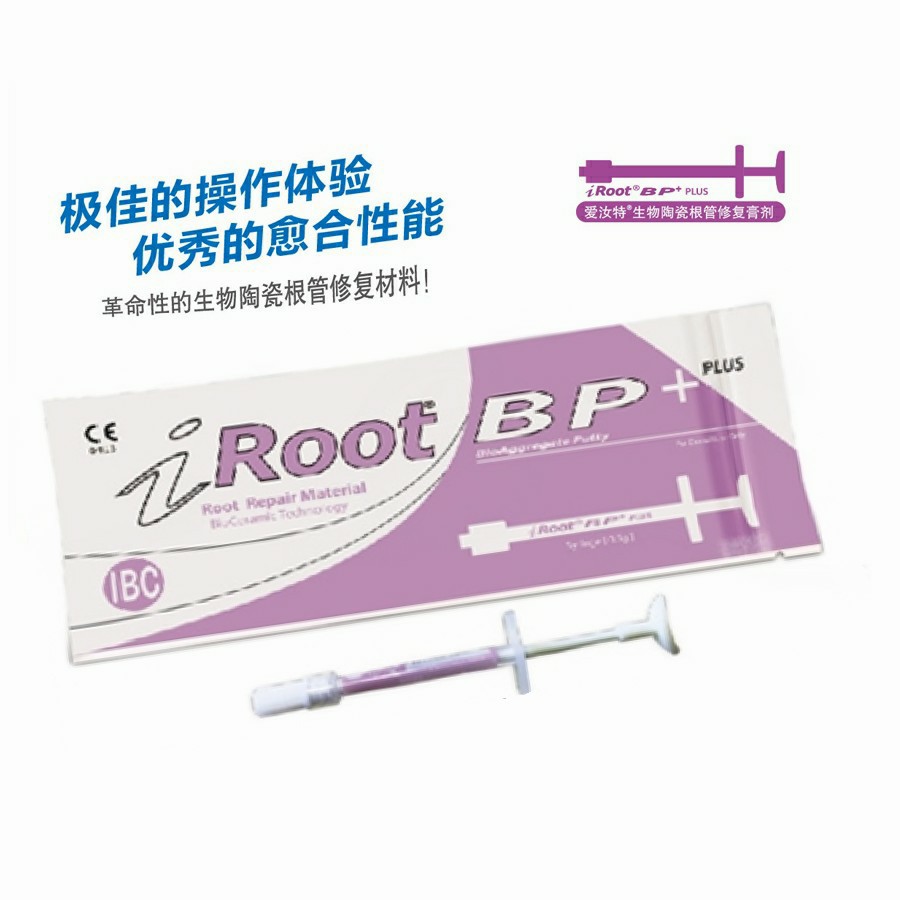 极佳的操作体验
优秀的愈合性能
革命性的生物陶瓷根管修复材料!
iRoot® BP+ PLUS
爱汝特®生物陶瓷根管修复膏剂
CE
iRoot® BP+ PLUS
BioAggregate Putty
Root Repair Material
BioCeramic Technology
iRoot® BP+ PLUS
IBC